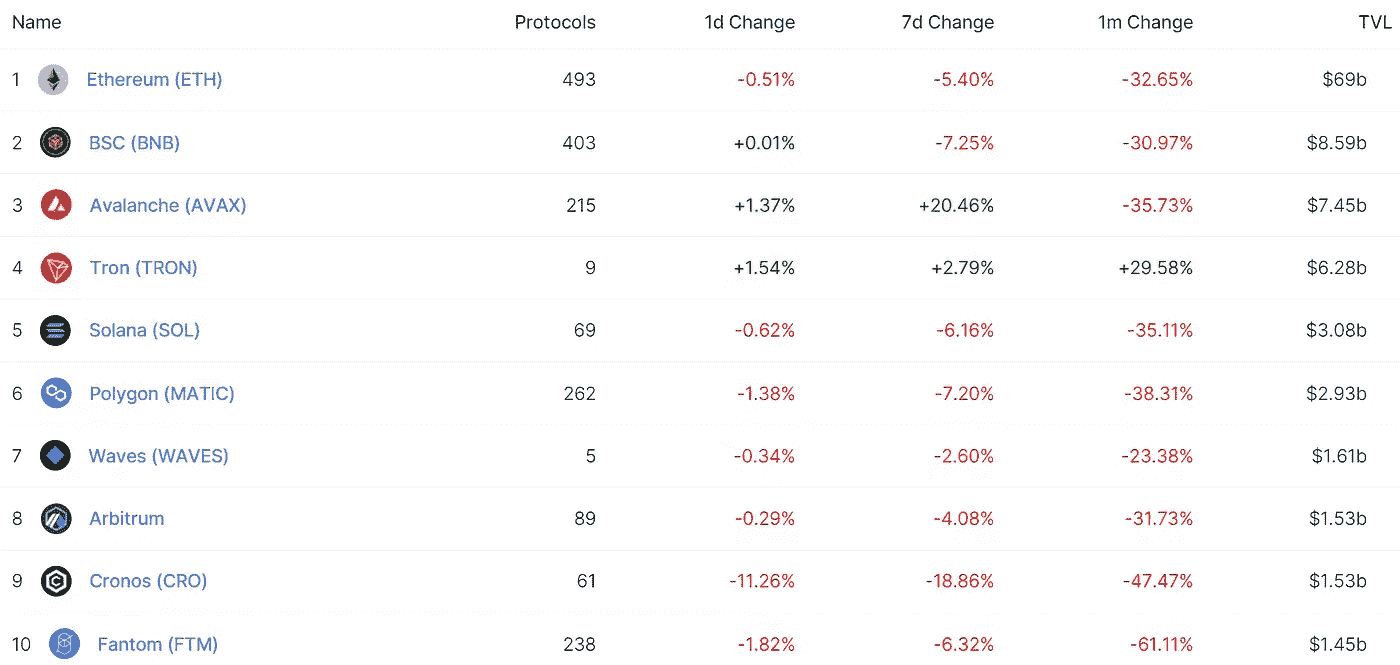 Name Protocols 1d Change 7d Change 1m Change TVL
1 Ethereum (ETH) 493 -0.51% -5.40% -32.65% $69b
2 BSC (BNB) 403 +0.01% -7.25% -30.97% $8.59b
3 Avalanche (AVAX) 215 +1.37% +20.46% -35.73% $7.45b
4 Tron (TRON) 9 +1.54% +2.79% +29.58% $6.28b
5 Solana (SOL) 69 -0.62% -6.16% -35.11% $3.08b
6 Polygon (MATIC) 262 -1.38% -7.20% -38.31% $2.93b
7 Waves (WAVES) 5 -0.34% -2.60% -23.38% $1.61b
8 Arbitrum 89 -0.29% -4.08% -31.73% $1.53b
9 Cronos (CRO) 61 -11.26% -18.86% -47.47% $1.53b
10 Fantom (FTM) 238 -1.82% -6.32% -61.11% $1.45b